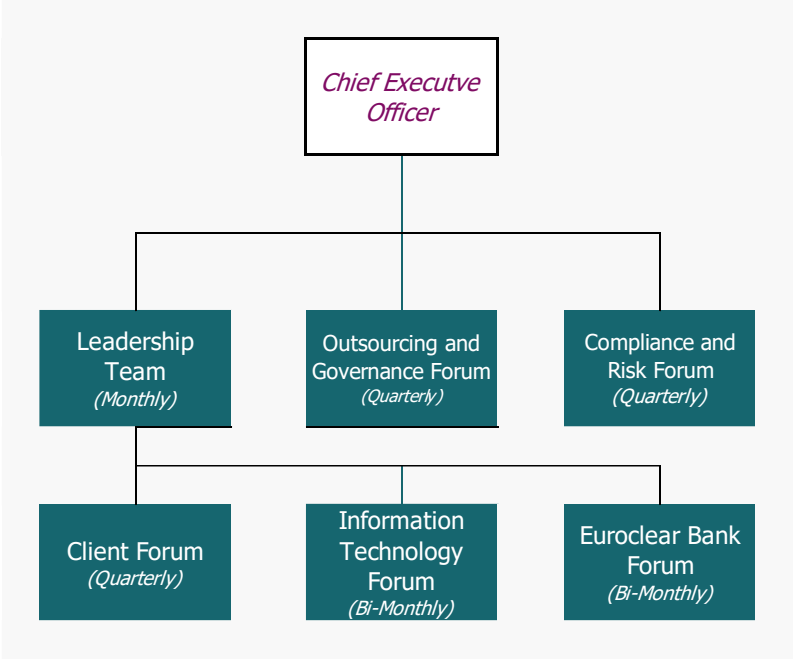 Chief Executve
Officer
Leadership
Team
(Monthly)
Outsourcing and
Governance Forum
(Quarterly)
Compliance and
Risk Forum
(Quarterly)
Client Forum
(Quarterly)
Information
Technology
Forum
(Bi-Monthly)
Euroclear Bank
Forum
(Bi-Monthly)